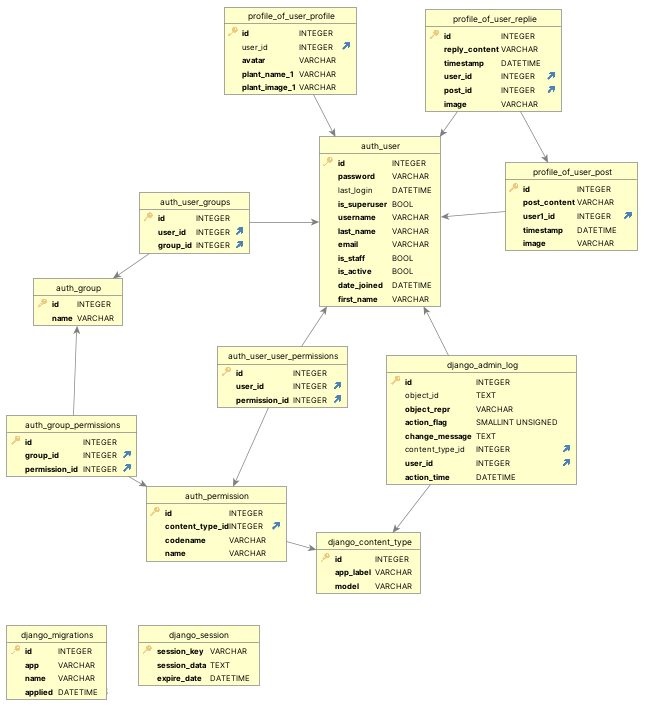 profile_of_user_profile
id INTEGER
user_id INTEGER
avatar VARCHAR
plant_name_1 VARCHAR
plant_image_1 VARCHAR
profile_of_user_replie
id INTEGER
reply_content VARCHAR
timestamp DATETIME
user_id INTEGER
post_id INTEGER
image VARCHAR
auth_user
id INTEGER
password VARCHAR
last_login DATETIME
is_superuser BOOL
username VARCHAR
last_name VARCHAR
email VARCHAR
is_staff BOOL
is_active BOOL
date_joined DATETIME
first_name VARCHAR
profile_of_user_post
id INTEGER
post_content VARCHAR
user1_id INTEGER
timestamp DATETIME
image VARCHAR
auth_user_groups
id INTEGER
user_id INTEGER
group_id INTEGER
auth_group
id INTEGER
name VARCHAR
auth_user_user_permissions
id INTEGER
user_id INTEGER
permission_id INTEGER
django_admin_log
id INTEGER
object_id TEXT
object_repr VARCHAR
action_flag SMALLINT UNSIGNED
change_message TEXT
content_type_id INTEGER
user_id INTEGER
action_time DATETIME
auth_group_permissions
id INTEGER
group_id INTEGER
permission_id INTEGER
auth_permission
id INTEGER
content_type_id INTEGER
codename VARCHAR
name VARCHAR
django_content_type
id INTEGER
app_label VARCHAR
model VARCHAR
django_migrations
id INTEGER
app VARCHAR
name VARCHAR
applied DATETIME
django_session
session_key VARCHAR
session_data TEXT
expire_date DATETIME